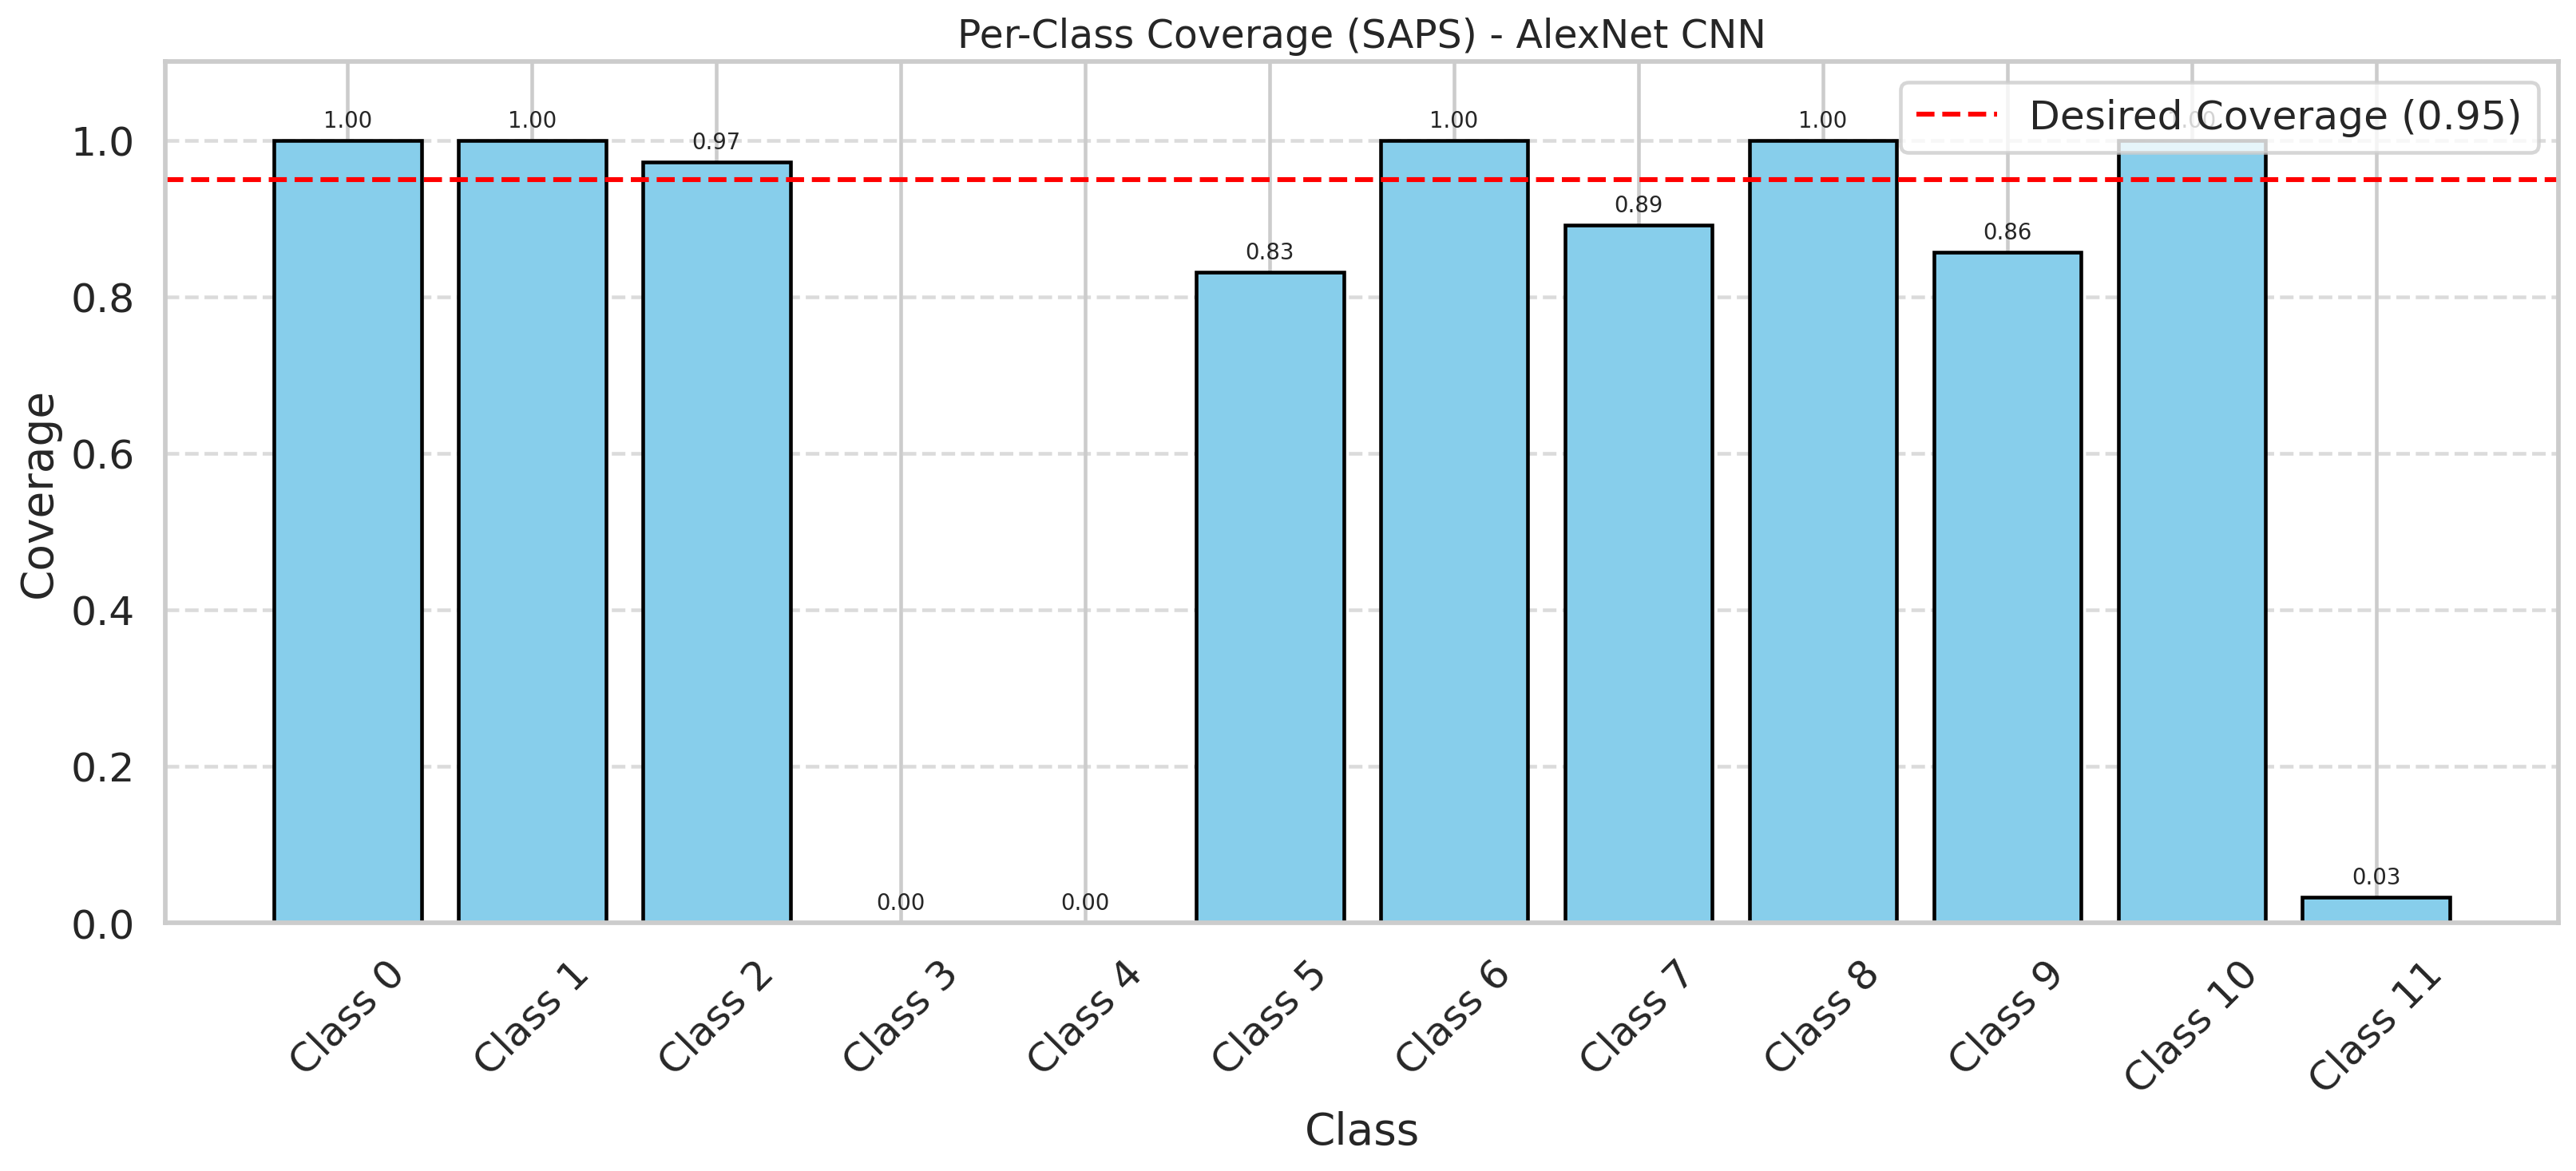 Per-Class Coverage (SAPS) - AlexNet CNN
Desired Coverage (0.95)
1.00
1.00
0.97
0.00
0.00
0.83
1.00
0.89
1.00
0.86
1.00
0.03
Coverage
1.0
0.8
0.6
0.4
0.2
0.0
Class 0
Class 1
Class 2
Class 3
Class 4
Class 5
Class 6
Class 7
Class 8
Class 9
Class 10
Class 11
Class